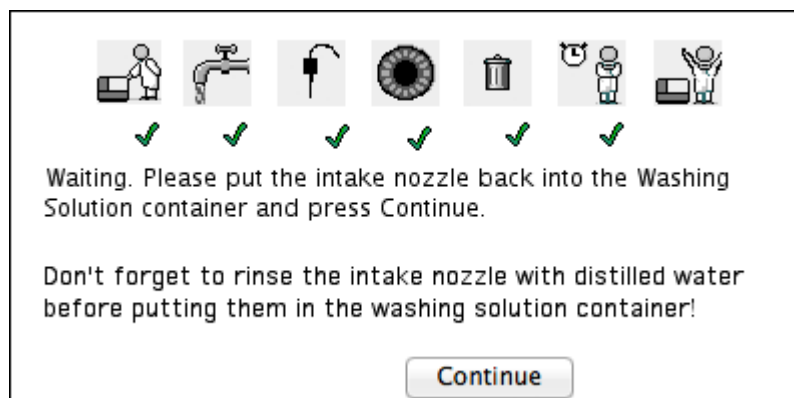 Waiting. Please put the intake nozzle back into the Washing
Solution container and press Continue.
Don't forget to rinse the intake nozzle with distilled water
before putting them in the washing solution container!
Continue